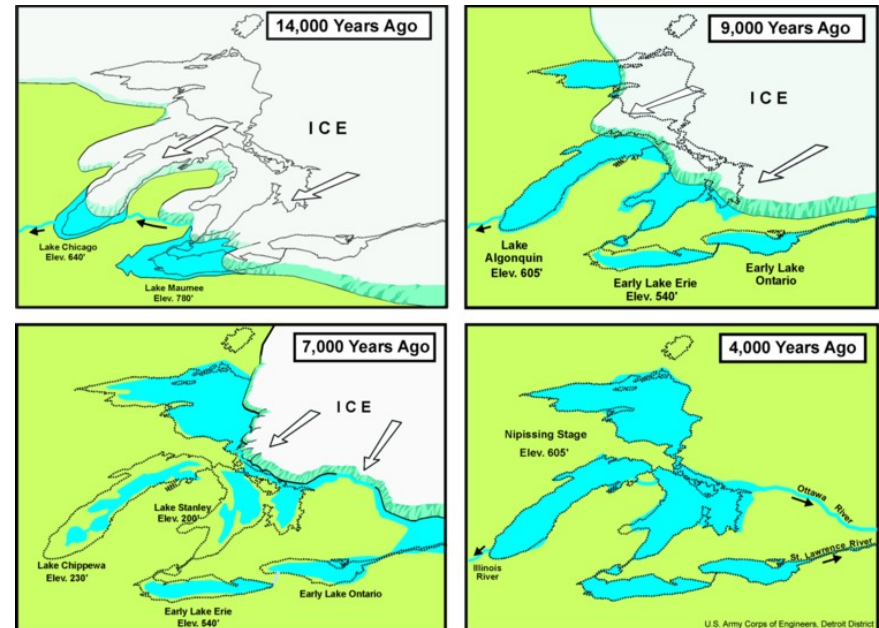 14,000 Years Ago
I C E
Lake Chicago
Elev. 640'
Lake Maumee
Elev. 780'
9,000 Years Ago
I C E
Lake
Algonquin
Elev. 605'
Early Lake Erie
Elev. 540'
Early Lake
Ontario
7,000 Years Ago
I C E
Lake Stanley
Elev. 200'
Lake Chippewa
Elev. 230'
Early Lake Erie
Elev. 540'
Early Lake Ontario
4,000 Years Ago
Nipissing Stage
Elev. 605'
Ottawa
River
St. Lawrence River
Illinois
River
U.S. Army Corps of Engineers, Detroit District